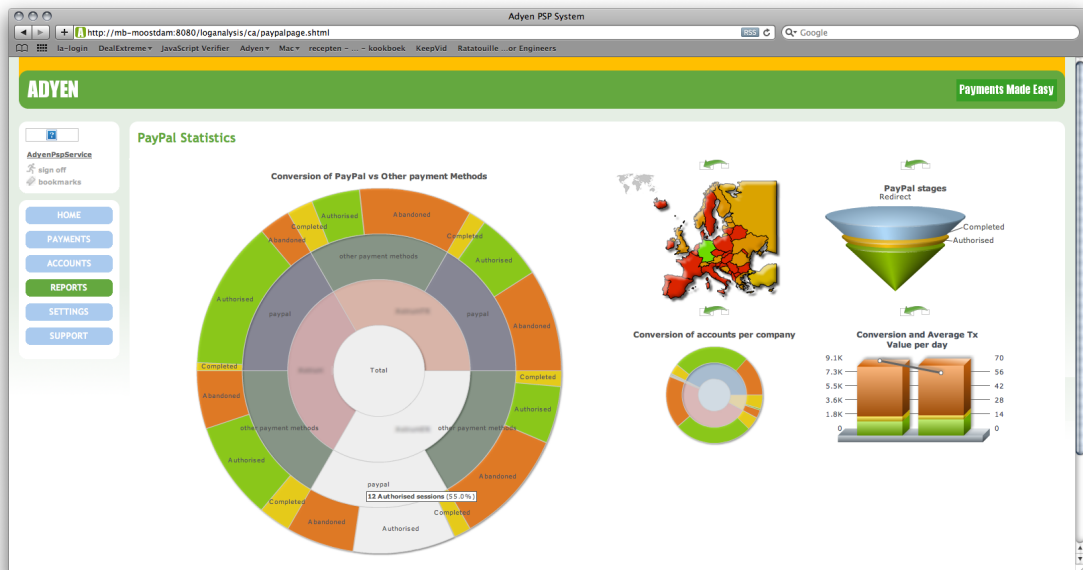 Adyen PSP System
http://mb-moostdam:8080/loganalysis/ca/paypalpage.shtml
RSS
Google
la-login DealExtreme JavaScript Verifier Adyen Mac recepten - ... - kookboek KeepVid Ratatouille ...or Engineers
ADYEN
Payments Made Easy
AdyenPspService
sign off
bookmarks
HOME
PAYMENTS
ACCOUNTS
REPORTS
SETTINGS
SUPPORT
PayPal Statistics
Conversion of PayPal vs Other payment Methods
Abandoned
Authorised
Completed
Completed
Abandoned
Authorised
other payment methods
Authorised
paypal
paypal
Abandoned
Total
Completed
Completed
Abandoned
Authorised
other payment methods
other payment methods
Authorised
Abandoned
paypal
12 Authorised sessions (55.0%)
Completed
Completed
Abandoned
Authorised
PayPal stages
Redirect
Completed
Authorised
Conversion of accounts per company
Conversion and Average Tx
Value per day
9.1K
7.3K
5.5K
3.6K
1.8K
0
70
56
42
28
14
0